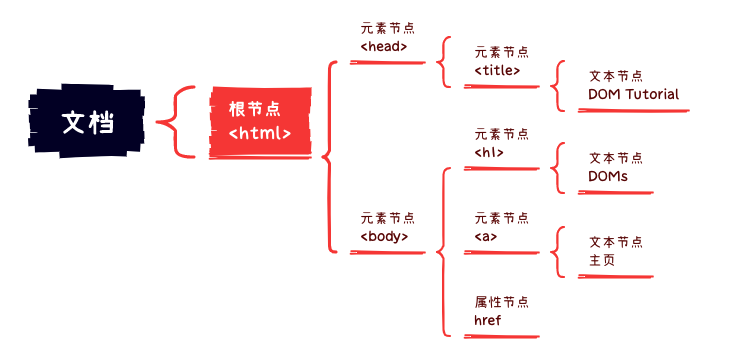 文档
根节点
<html>
元素节点
<head>
元素节点
<title>
文本节点
DOM Tutorial
元素节点
<body>
元素节点
<hl>
文本节点
DOMs
元素节点
<a>
文本节点
主页
属性节点
href